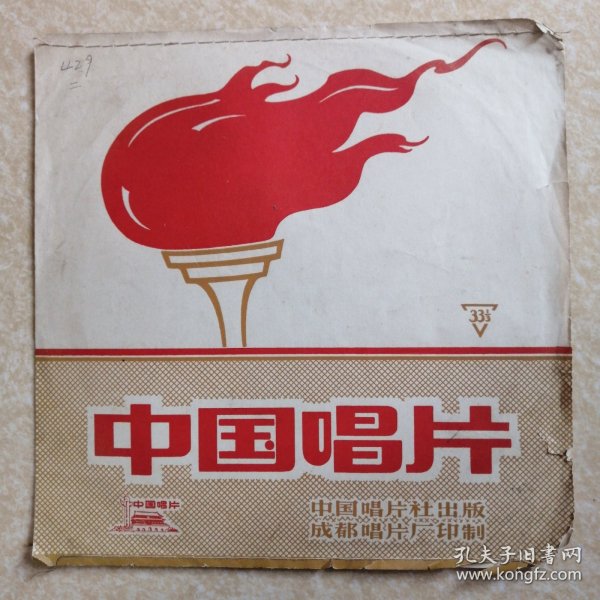 429
二
33⅓
中国唱片
中国唱片
中国唱片社出版
成都唱片厂印制
孔夫子旧书网
www.kongfz.com